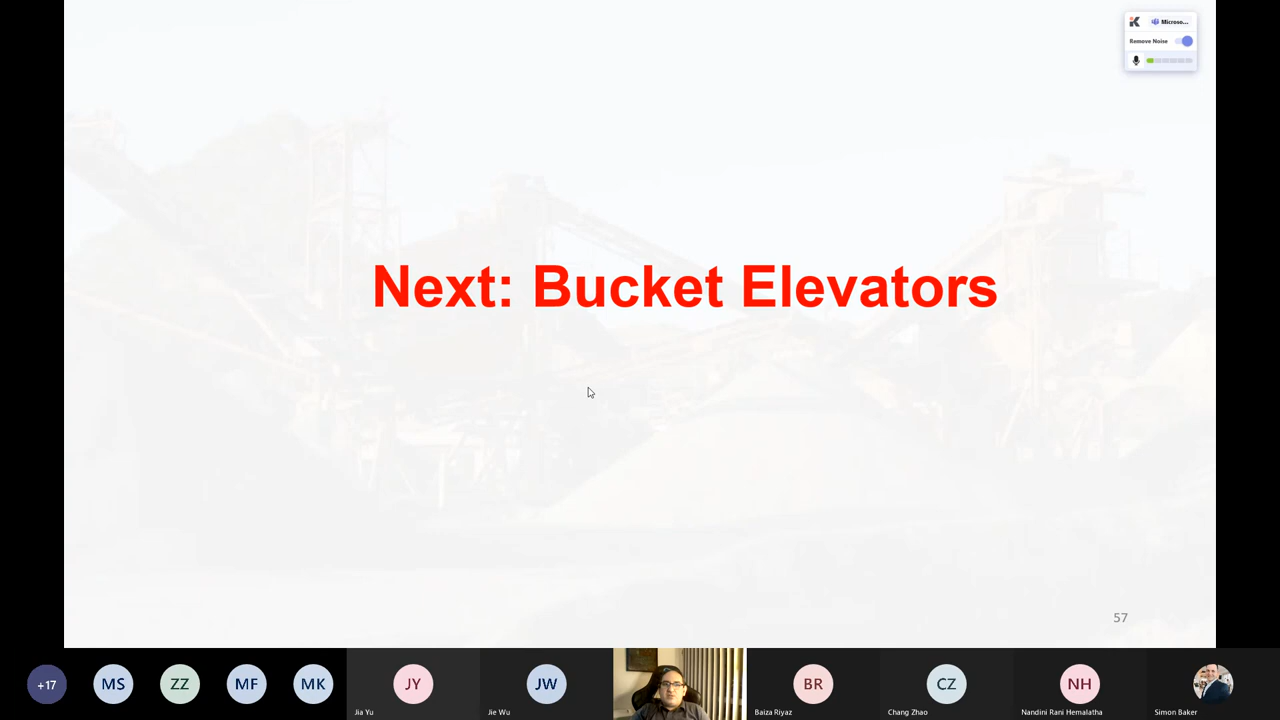 Microso...
Remove Noise
Next: Bucket Elevators
57
+17
MS
ZZ
MF
MK
JY
Jia Yu
JW
Jie Wu
BR
Baiza Riyaz
CZ
Chang Zhao
NH
Nandini Rani Hemalatha
Simon Baker